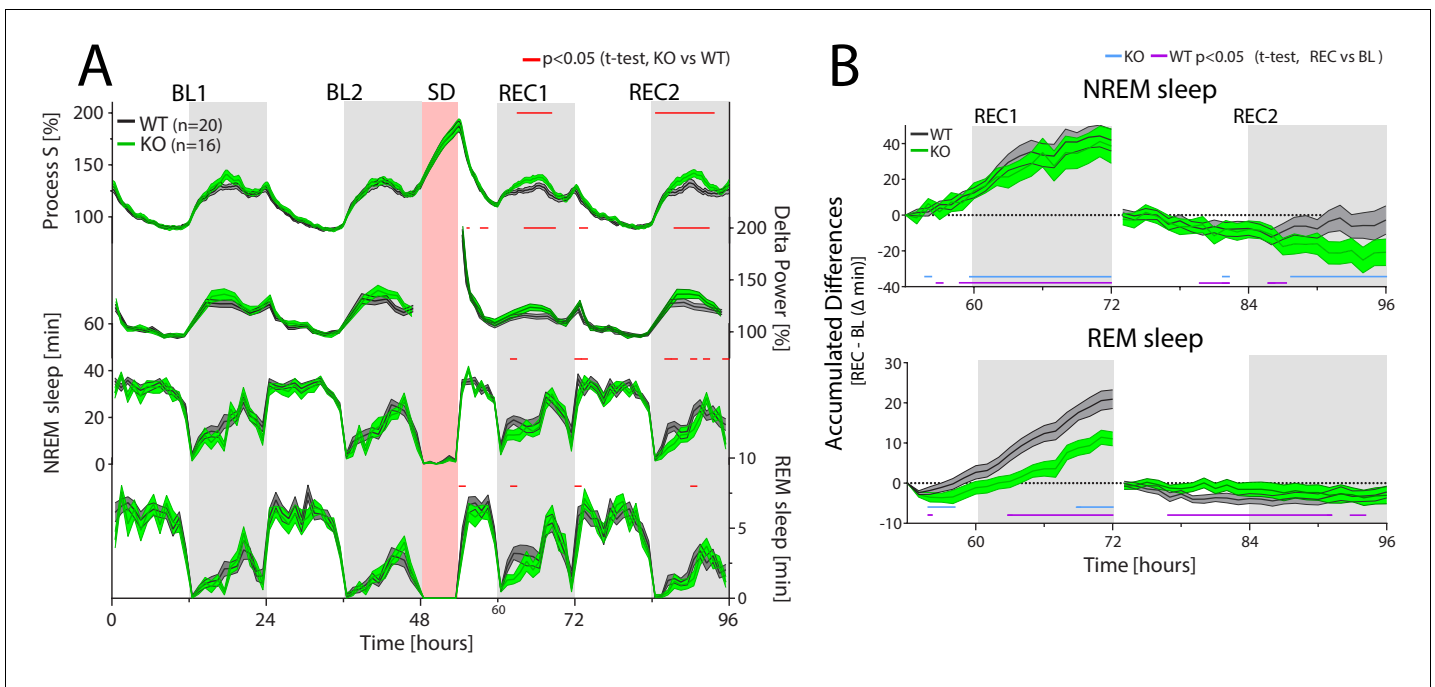 A
p<0.05 (t-test, KO vs WT)
BL1 BL2 SD REC1 REC2
Process S [%]
200
150
100
WT (n=20)
KO (n=16)
Delta Power [%]
200
150
100
NREM sleep [min]
60
40
20
0
REM sleep [min]
10
5
0
0 24 48 60 72 96
Time [hours]
B
KO WT p<0.05 (t-test, REC vs BL)
NREM sleep
REC1 REC2
WT
KO
40
20
0
-20
-40
60 72 84 96
Accumulated Differences
[REC - BL (Δ min)]
REM sleep
30
20
10
0
-10
60 72 84 96
Time [hours]